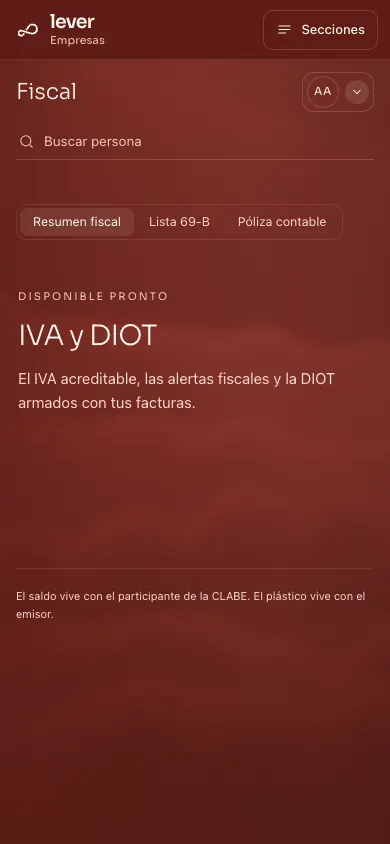 lever
Empresas
Secciones
Fiscal
AA
Buscar persona
Resumen fiscal
Lista 69-B
Póliza contable
DISPONIBLE PRONTO
IVA y DIOT
El IVA acreditable, las alertas fiscales y la DIOT
armados con tus facturas.
El saldo vive con el participante de la CLABE. El plástico vive con el
emisor.